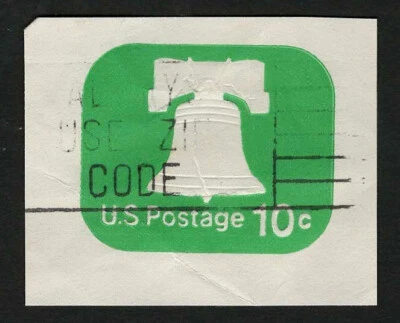 USE ZIP
CODE
U.S Postage 10c